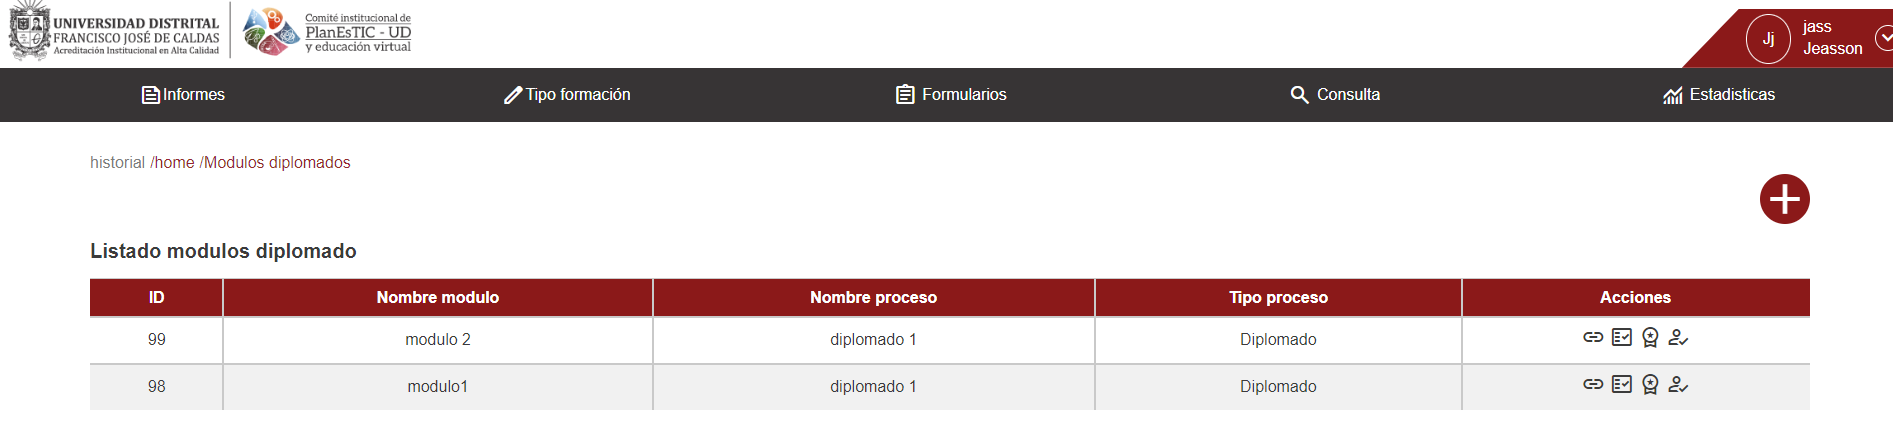 UNIVERSIDAD DISTRITAL
FRANCISCO JOSÉ DE CALDAS
Acreditación Institucional en Alta Calidad
Comité institucional de
PlanEsTIC - UD
y educación virtual
Jj
jass
Jeasson
Informes
Tipo formación
Formularios
Consulta
Estadisticas
historial /home /Modulos diplomados
Listado modulos diplomado
ID Nombre modulo Nombre proceso Tipo proceso Acciones
99 modulo 2 diplomado 1 Diplomado
98 modulo1 diplomado 1 Diplomado